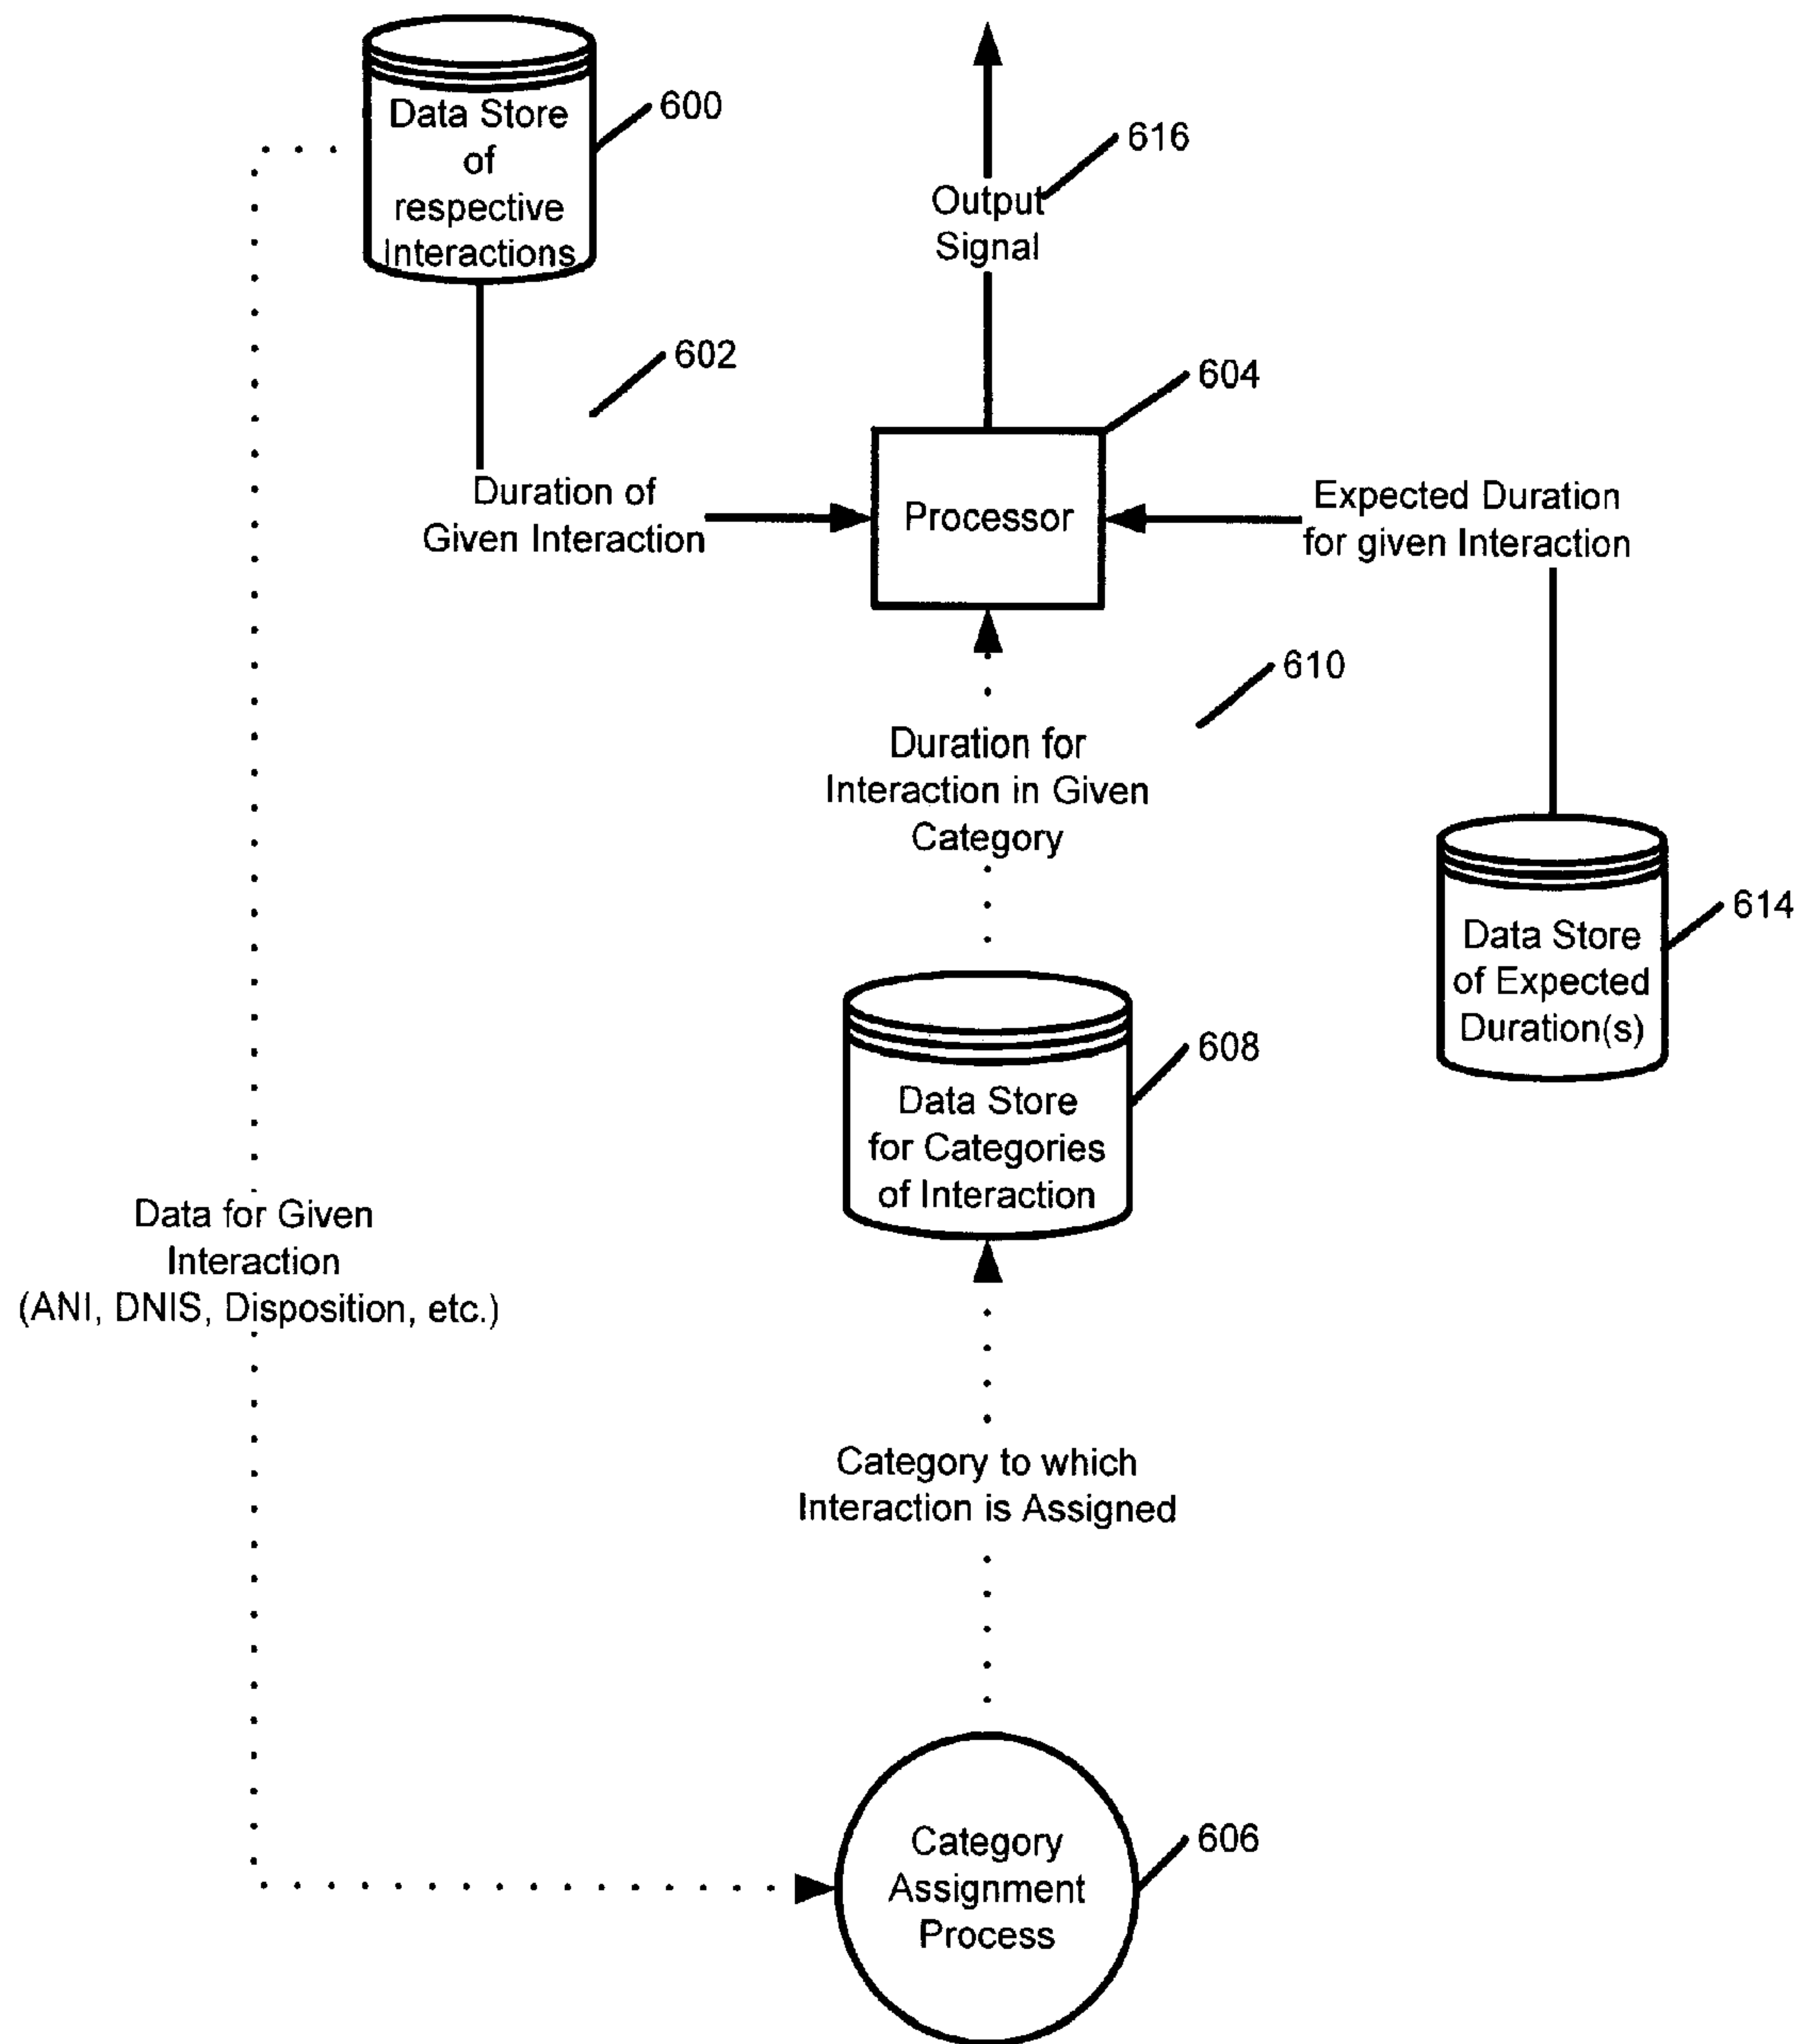 Data Store
of
respective
Interactions
600
616
Output
Signal
602
604
Duration of
Given Interaction
Processor
Expected Duration
for given Interaction
610
Duration for
Interaction in Given
Category
614
Data Store
of Expected
Duration(s)
608
Data Store
for Categories
of Interaction
Data for Given
Interaction
(ANI, DNIS, Disposition, etc.)
Category to which
Interaction is Assigned
606
Category
Assignment
Process